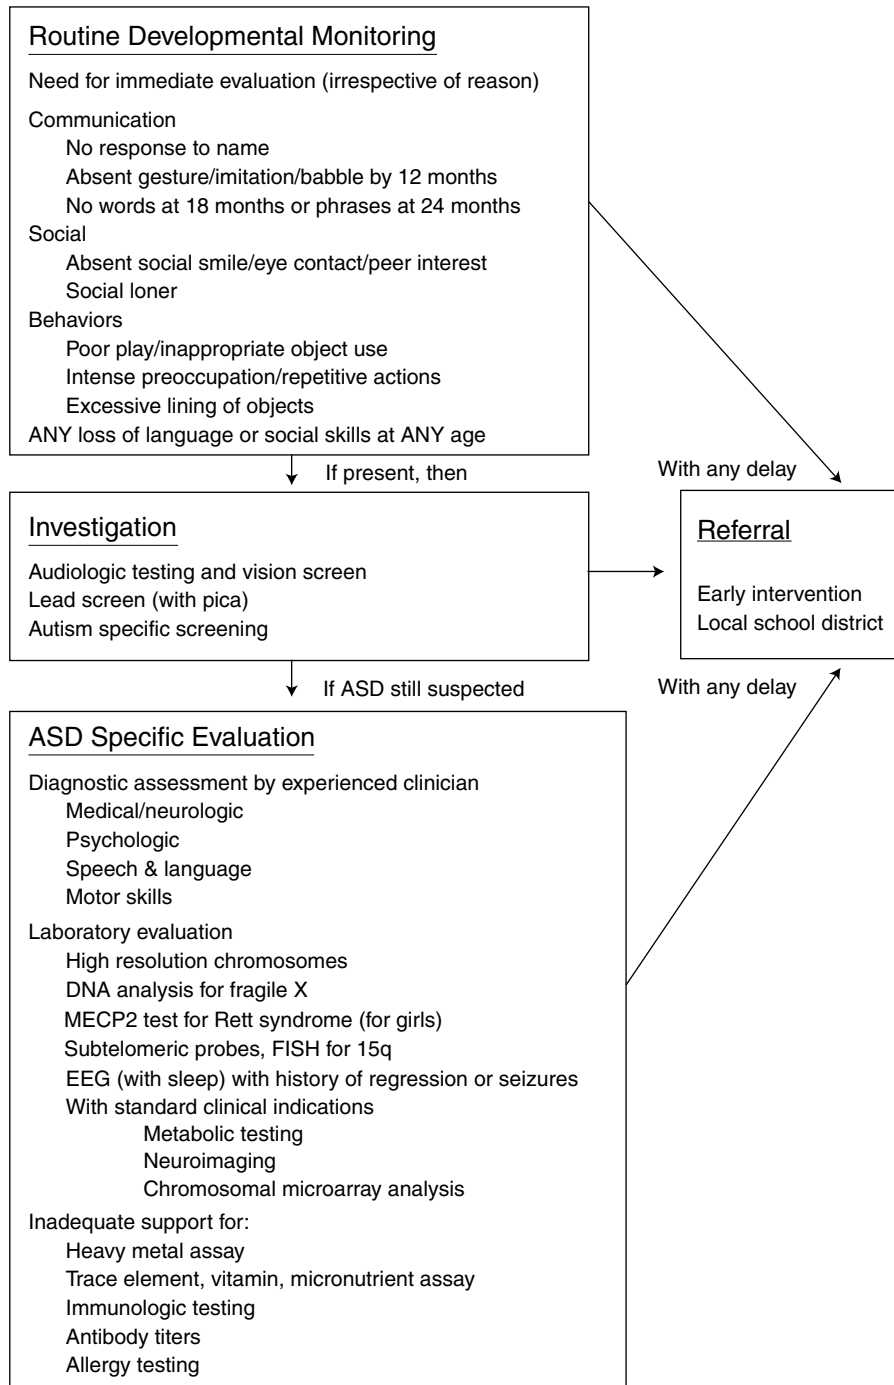 Routine Developmental Monitoring
Need for immediate evaluation (irrespective of reason)
Communication
No response to name
Absent gesture/imitation/babble by 12 months
No words at 18 months or phrases at 24 months
Social
Absent social smile/eye contact/peer interest
Social loner
Behaviors
Poor play/inappropriate object use
Intense preoccupation/repetitive actions
Excessive lining of objects
ANY loss of language or social skills at ANY age
If present, then
With any delay
Investigation
Audiologic testing and vision screen
Lead screen (with pica)
Autism specific screening
Referral
Early intervention
Local school district
If ASD still suspected
With any delay
ASD Specific Evaluation
Diagnostic assessment by experienced clinician
Medical/neurologic
Psychologic
Speech & language
Motor skills
Laboratory evaluation
High resolution chromosomes
DNA analysis for fragile X
MECP2 test for Rett syndrome (for girls)
Subtelomeric probes, FISH for 15q
EEG (with sleep) with history of regression or seizures
With standard clinical indications
Metabolic testing
Neuroimaging
Chromosomal microarray analysis
Inadequate support for:
Heavy metal assay
Trace element, vitamin, micronutrient assay
Immunologic testing
Antibody titers
Allergy testing